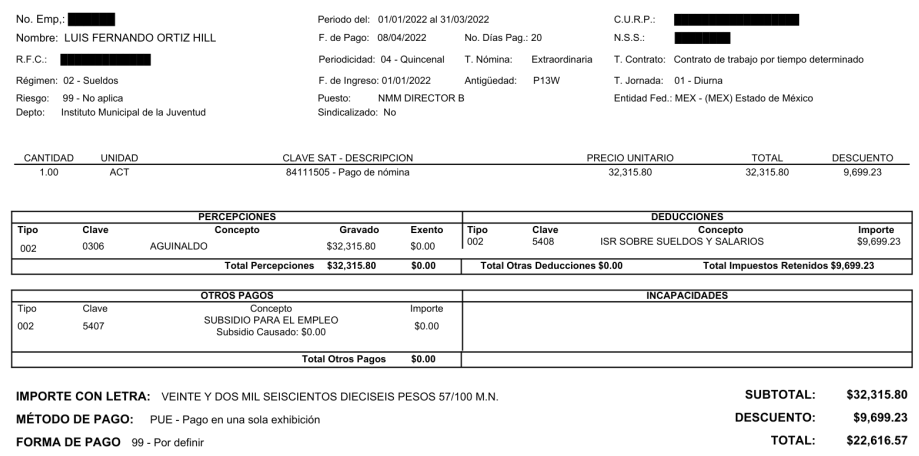 No. Emp,: Periodo del: 01/01/2022 al 31/03/2022 C.U.R.P.:
Nombre: LUIS FERNANDO ORTIZ HILL F. de Pago: 08/04/2022 No. Días Pag.: 20 N.S.S.:
R.F.C.: Periodicidad: 04 - Quincenal T. Nómina: Extraordinaria T. Contrato: Contrato de trabajo por tiempo determinado
Régimen: 02 - Sueldos F. de Ingreso: 01/01/2022 Antigüedad: P13W T. Jornada: 01 - Diurna
Riesgo: 99 - No aplica Puesto: NMM DIRECTOR B Entidad Fed.: MEX - (MEX) Estado de México
Depto: Instituto Municipal de la Juventud Sindicalizado: No
CANTIDAD UNIDAD CLAVE SAT - DESCRIPCION PRECIO UNITARIO TOTAL DESCUENTO
1.00 ACT 84111505 - Pago de nómina 32,315.80 32,315.80 9,699.23
PERCEPCIONES DEDUCCIONES
Tipo Clave Concepto Gravado Exento Tipo Clave Concepto Importe
002 0306 AGUINALDO $32,315.80 $0.00 002 5408 ISR SOBRE SUELDOS Y SALARIOS $9,699.23
Total Percepciones $32,315.80 $0.00 Total Otras Deducciones $0.00 Total Impuestos Retenidos $9,699.23
OTROS PAGOS INCAPACIDADES
Tipo Clave Concepto Importe
002 5407 SUBSIDIO PARA EL EMPLEO $0.00
Subsidio Causado: $0.00
Total Otros Pagos $0.00
IMPORTE CON LETRA: VEINTE Y DOS MIL SEISCIENTOS DIECISEIS PESOS 57/100 M.N. SUBTOTAL: $32,315.80
MÉTODO DE PAGO: PUE - Pago en una sola exhibición DESCUENTO: $9,699.23
FORMA DE PAGO 99 - Por definir TOTAL: $22,616.57